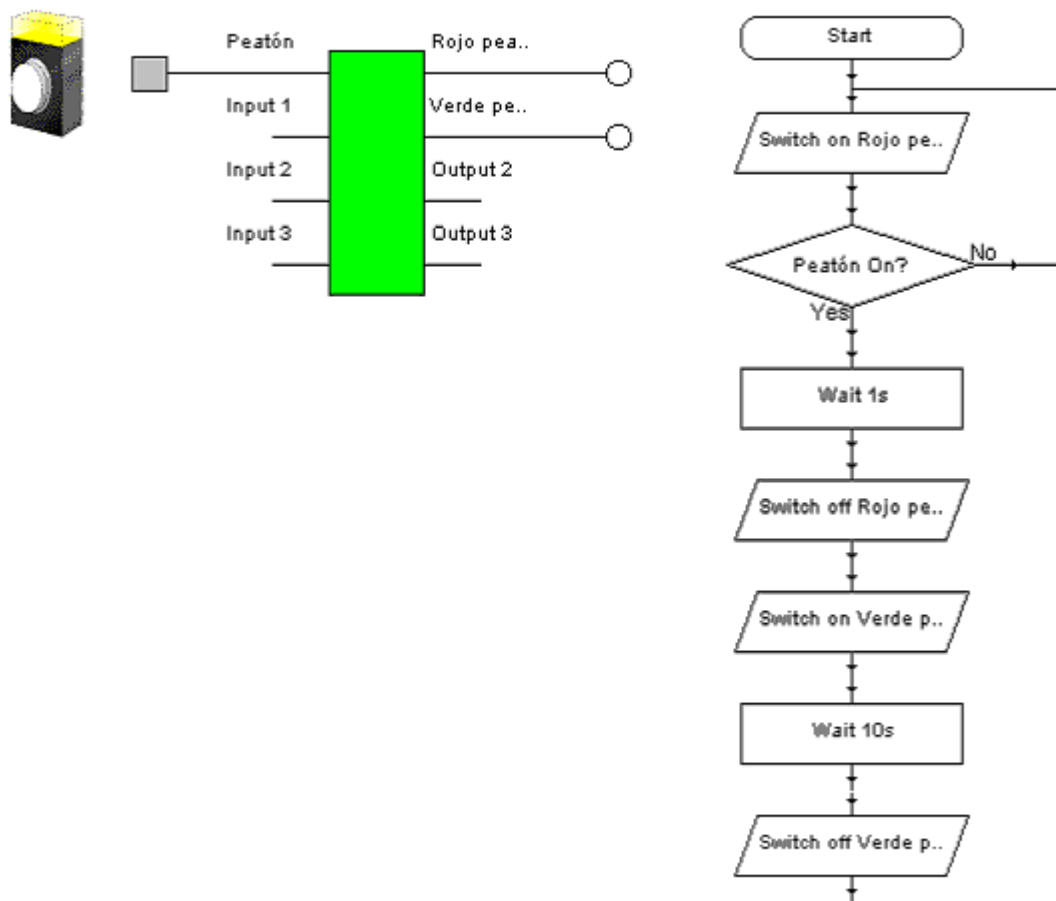 Peatón
Rojo pea..
Input 1
Verde pe..
Input 2
Output 2
Input 3
Output 3
Start
Switch on Rojo pe..
Peatón On?
No
Yes
Wait 1s
Switch off Rojo pe..
Switch on Verde p..
Wait 10s
Switch off Verde p..